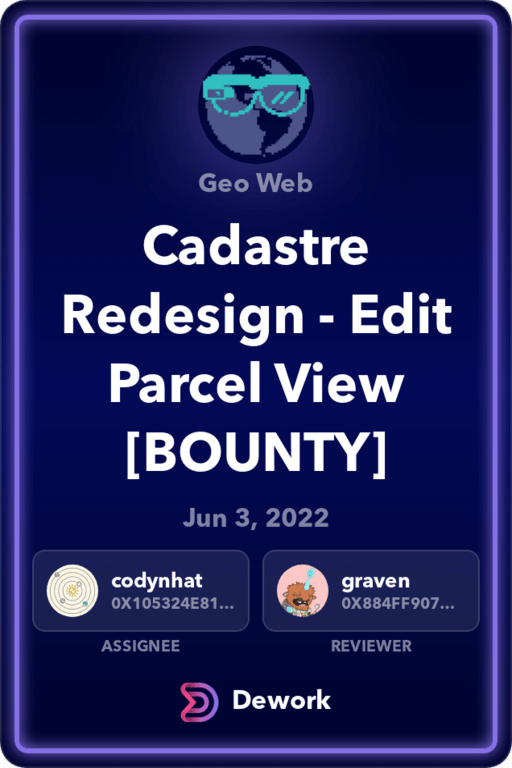 Geo Web
Cadastre
Redesign - Edit
Parcel View
[BOUNTY]
Jun 3, 2022
codynhat
0X105324E81...
ASSIGNEE
graven
0X884FF907...
REVIEWER
Dework